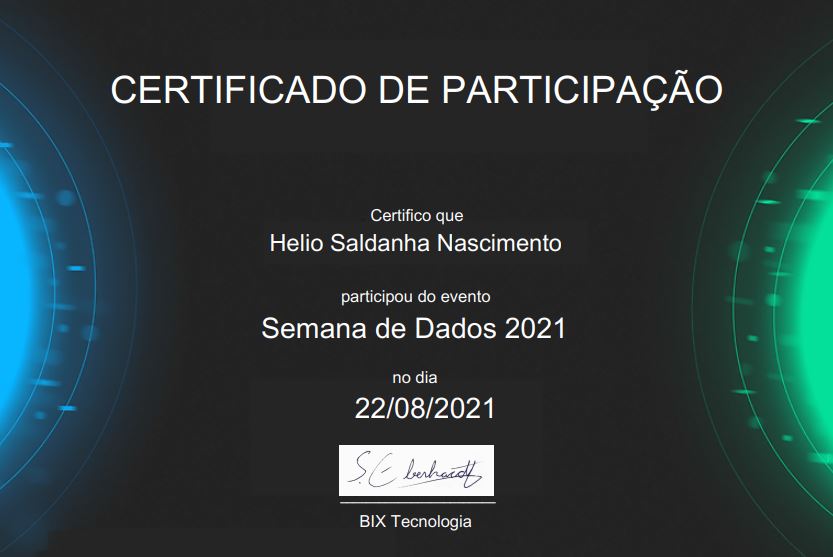 CERTIFICADO DE PARTICIPAÇÃO
Certifico que
Helio Saldanha Nascimento
participou do evento
Semana de Dados 2021
no dia
22/08/2021
S. Eberhardt
BIX Tecnologia